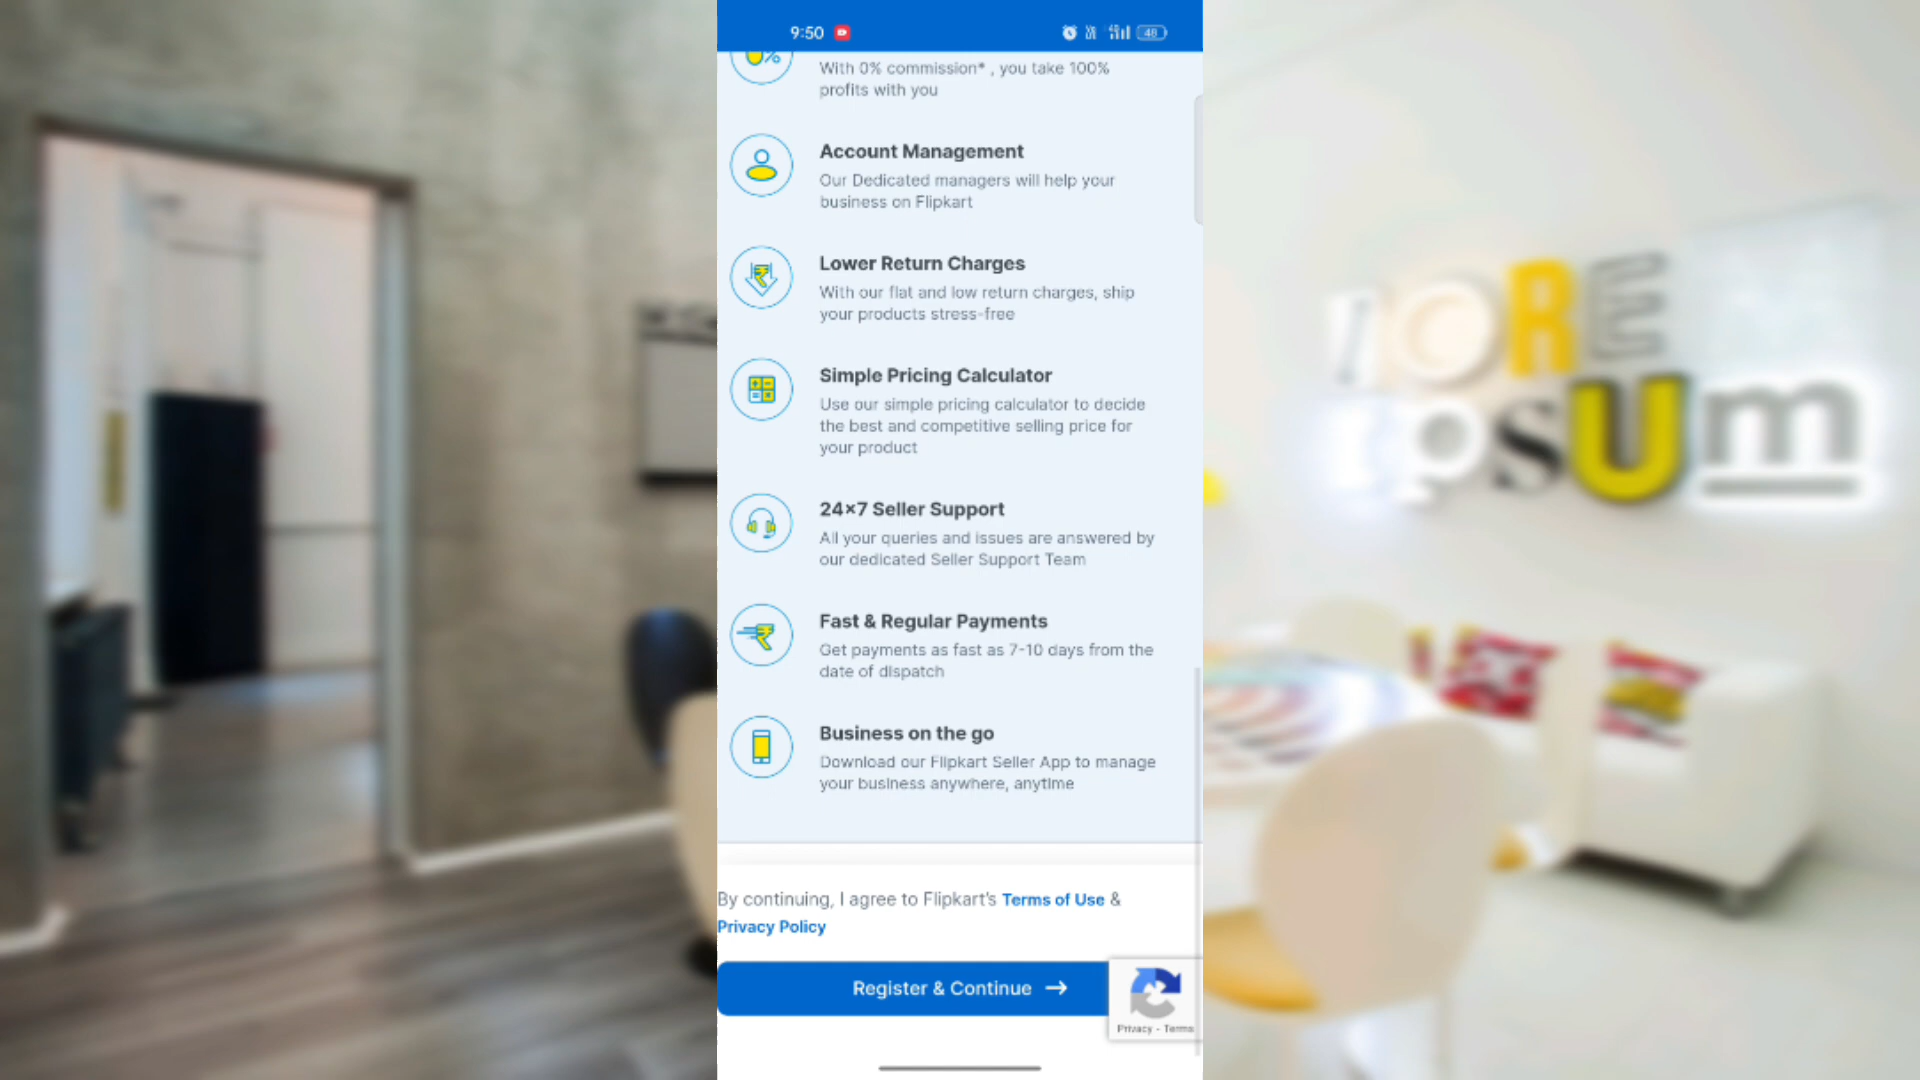 9:50
48
With 0% commission* , you take 100%
profits with you
Account Management
Our Dedicated managers will help your
business on Flipkart
Lower Return Charges
With our flat and low return charges, ship
your products stress-free
Simple Pricing Calculator
Use our simple pricing calculator to decide
the best and competitive selling price for
your product
24×7 Seller Support
All your queries and issues are answered by
our dedicated Seller Support Team
Fast & Regular Payments
Get payments as fast as 7-10 days from the
date of dispatch
Business on the go
Download our Flipkart Seller App to manage
your business anywhere, anytime
By continuing, I agree to Flipkart's Terms of Use &
Privacy Policy
Register & Continue →
Privacy - Terms
lORE
ipsum